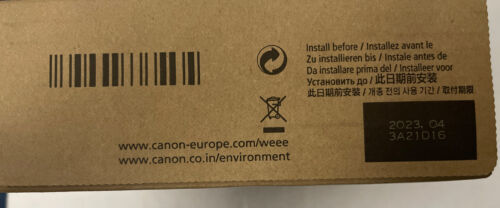 Install before / Installez avant le
Zu installieren bis / Instale antes de
Da installare prima del / Installeer voor
Установить до / 此日期前安装
此日期前安裝 / 개봉 전의 사용 기간 / 取付期限
2023. 04
3A21D16
www.canon-europe.com/weee
www.canon.co.in/environment